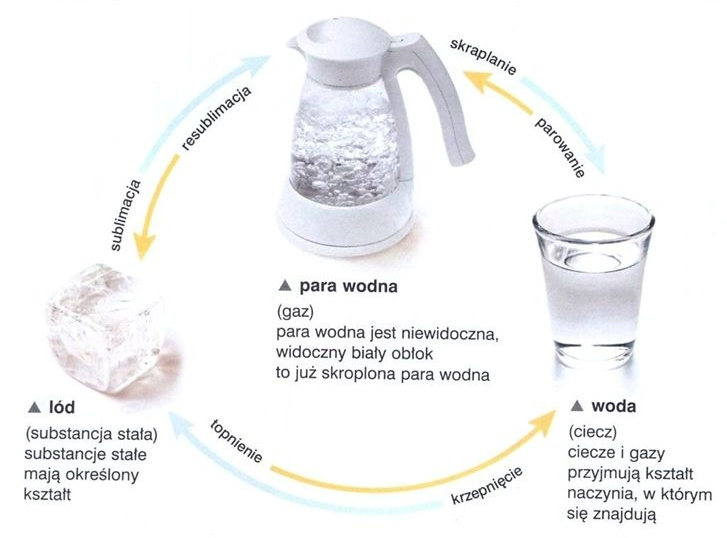 skraplanie
parowanie
resublimacja
sublimacja
▲ para wodna
(gaz)
para wodna jest niewidoczna,
widoczny biały obłok
to już skroplona para wodna
▲ lód
(substancja stała)
substancje stałe
mają określony
kształt
▲ woda
(ciecz)
ciecze i gazy
przyjmują kształt
naczynia, w którym
się znajdują
topnienie
krzepnięcie